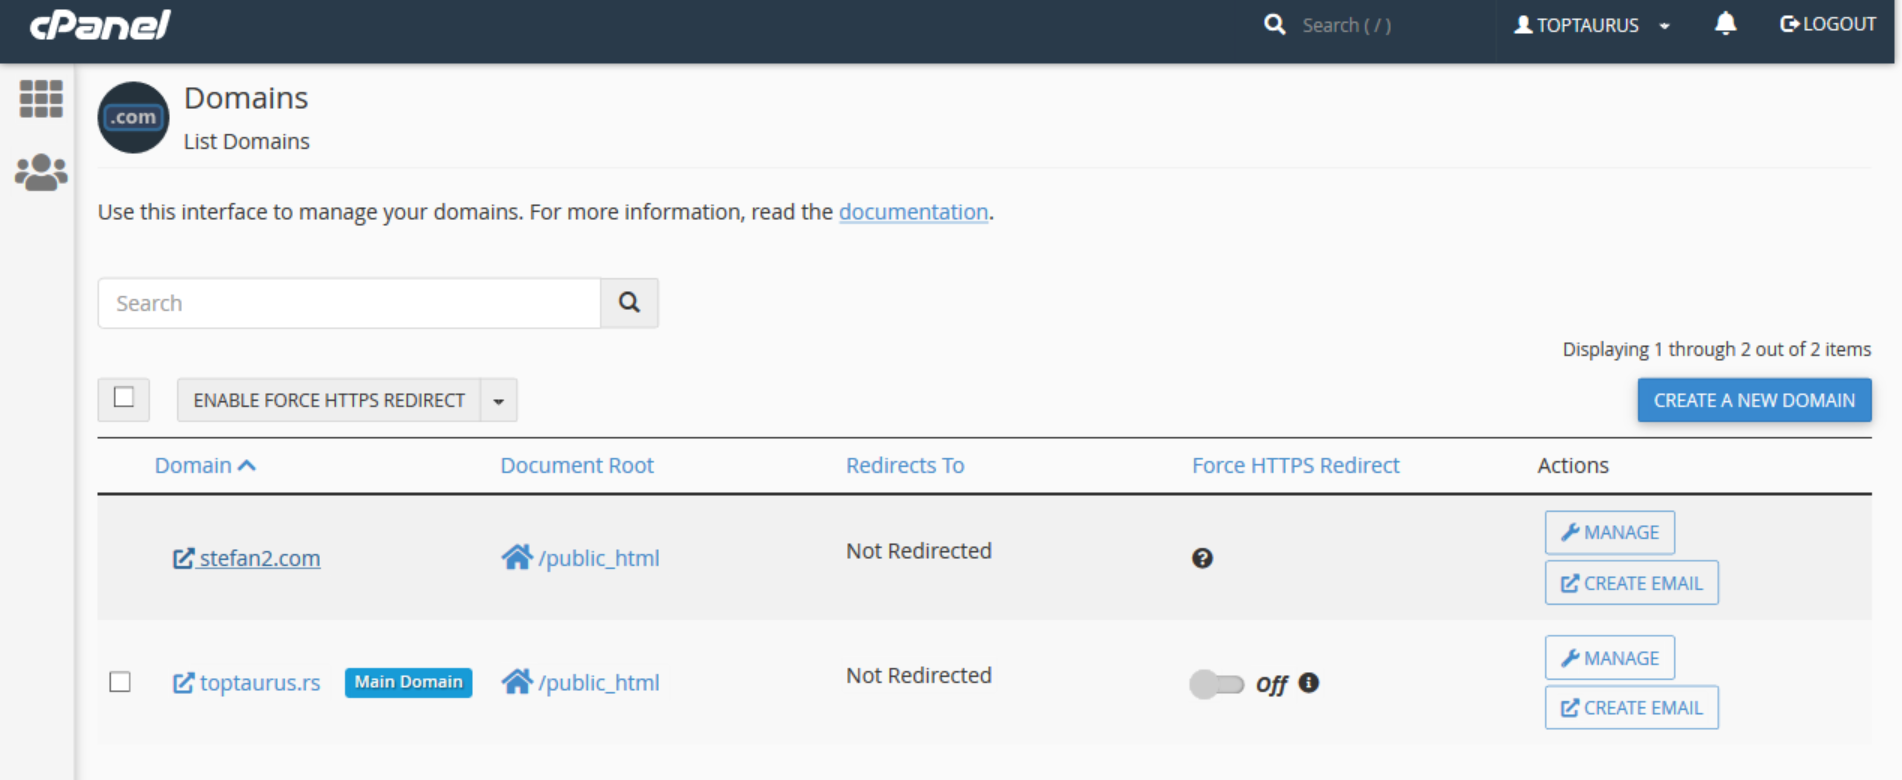 cPanel
Search ( / )
TOPTAURUS
LOGOUT
.com
Domains
List Domains
Use this interface to manage your domains. For more information, read the documentation.
Search
Displaying 1 through 2 out of 2 items
ENABLE FORCE HTTPS REDIRECT
CREATE A NEW DOMAIN
Domain Document Root Redirects To Force HTTPS Redirect Actions
stefan2.com /public_html Not Redirected MANAGE
CREATE EMAIL
toptaurus.rs Main Domain /public_html Not Redirected Off MANAGE
CREATE EMAIL